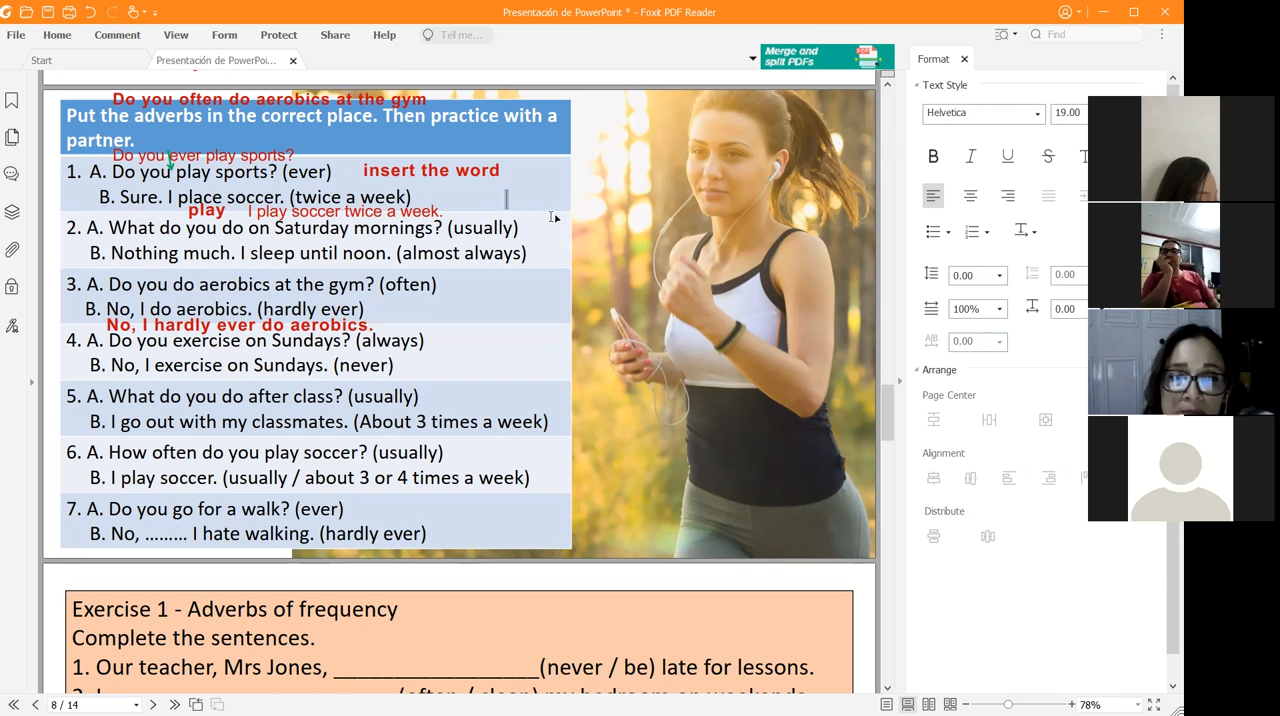 Presentación de PowerPoint * - Foxit PDF Reader
File Home Comment View Form Protect Share Help Tell me... Find
Start Presentación de PowerPoi...
Merge and split PDFs
Do you often do aerobics at the gym
Put the adverbs in the correct place. Then practice with a
partner.
Do you ever play sports?
1. A. Do you play sports? (ever) insert the word
B. Sure. I place soccer. (twice a week)
play I play soccer twice a week.
2. A. What do you do on Saturday mornings? (usually)
B. Nothing much. I sleep until noon. (almost always)
3. A. Do you do aerobics at the gym? (often)
B. No, I do aerobics. (hardly ever)
No, I hardly ever do aerobics.
4. A. Do you exercise on Sundays? (always)
B. No, I exercise on Sundays. (never)
5. A. What do you do after class? (usually)
B. I go out with my classmates. (About 3 times a week)
6. A. How often do you play soccer? (usually)
B. I play soccer. (usually / about 3 or 4 times a week)
7. A. Do you go for a walk? (ever)
B. No, ……… I hate walking. (hardly ever)
Exercise 1 - Adverbs of frequency
Complete the sentences.
1. Our teacher, Mrs Jones, __________________(never / be) late for lessons.
Format
Text Style
Helvetica 19.00
B I U S T
0.00 0.00
100% 0.00
0.00
Arrange
Page Center
Alignment
Distribute
8 / 14
78%